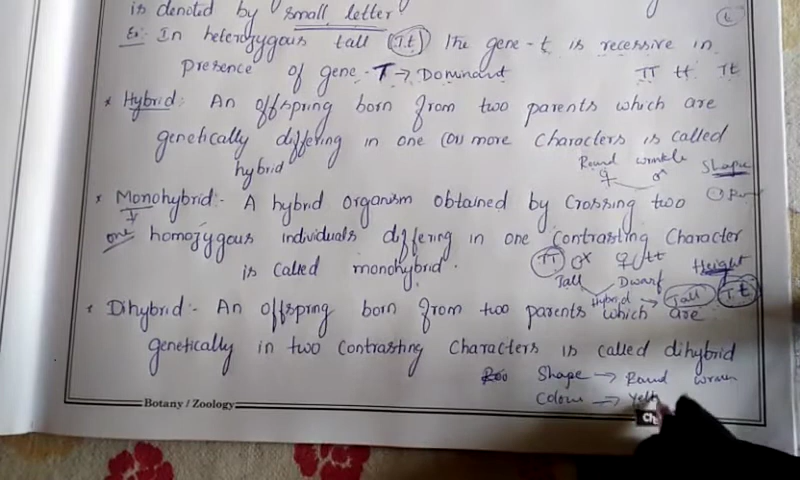 is denoted by small letter.
(t)
Ex:- In heterozygous tall (Tt) the gene-t is recessive in
presence of gene-T → Dominant
TT tt Tt
* Hybrid:- An offspring born from two parents which are
genetically differing in one (or) more characters is called
hybrid
Round wrinkle
♀ ♂
Shape
* Monohybrid:- A hybrid organism obtained by crossing two
one homozygous individuals differing in one contrasting character
is called monohybrid.
TT ♂ ♀ tt
Height
Tall Dwarf
Hybrid → Tall Tt
* Dihybrid:- An offspring born from two parents which are
genetically in two contrasting characters is called dihybrid
Shape → Round
Colour →
Botany / Zoology